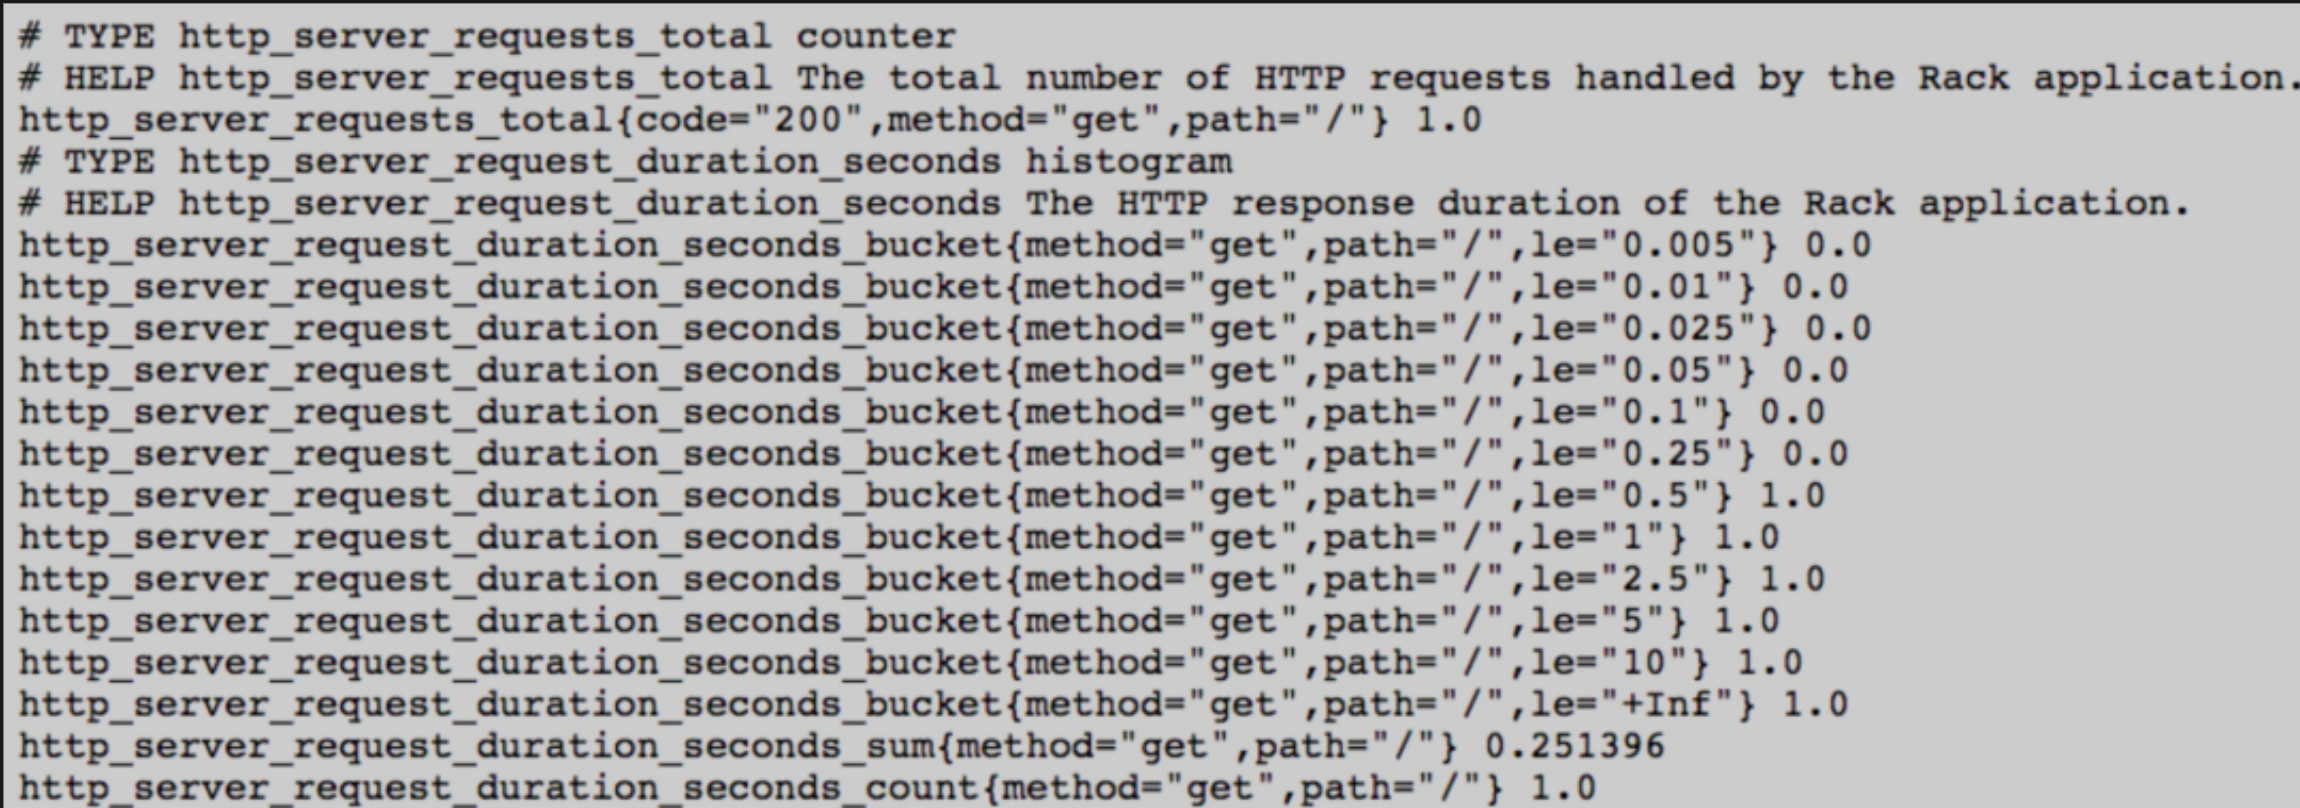 # TYPE http_server_requests_total counter
# HELP http_server_requests_total The total number of HTTP requests handled by the Rack application.
http_server_requests_total{code="200",method="get",path="/"} 1.0
# TYPE http_server_request_duration_seconds histogram
# HELP http_server_request_duration_seconds The HTTP response duration of the Rack application.
http_server_request_duration_seconds_bucket{method="get",path="/",le="0.005"} 0.0
http_server_request_duration_seconds_bucket{method="get",path="/",le="0.01"} 0.0
http_server_request_duration_seconds_bucket{method="get",path="/",le="0.025"} 0.0
http_server_request_duration_seconds_bucket{method="get",path="/",le="0.05"} 0.0
http_server_request_duration_seconds_bucket{method="get",path="/",le="0.1"} 0.0
http_server_request_duration_seconds_bucket{method="get",path="/",le="0.25"} 0.0
http_server_request_duration_seconds_bucket{method="get",path="/",le="0.5"} 1.0
http_server_request_duration_seconds_bucket{method="get",path="/",le="1"} 1.0
http_server_request_duration_seconds_bucket{method="get",path="/",le="2.5"} 1.0
http_server_request_duration_seconds_bucket{method="get",path="/",le="5"} 1.0
http_server_request_duration_seconds_bucket{method="get",path="/",le="10"} 1.0
http_server_request_duration_seconds_bucket{method="get",path="/",le="+Inf"} 1.0
http_server_request_duration_seconds_sum{method="get",path="/"} 0.251396
http_server_request_duration_seconds_count{method="get",path="/"} 1.0